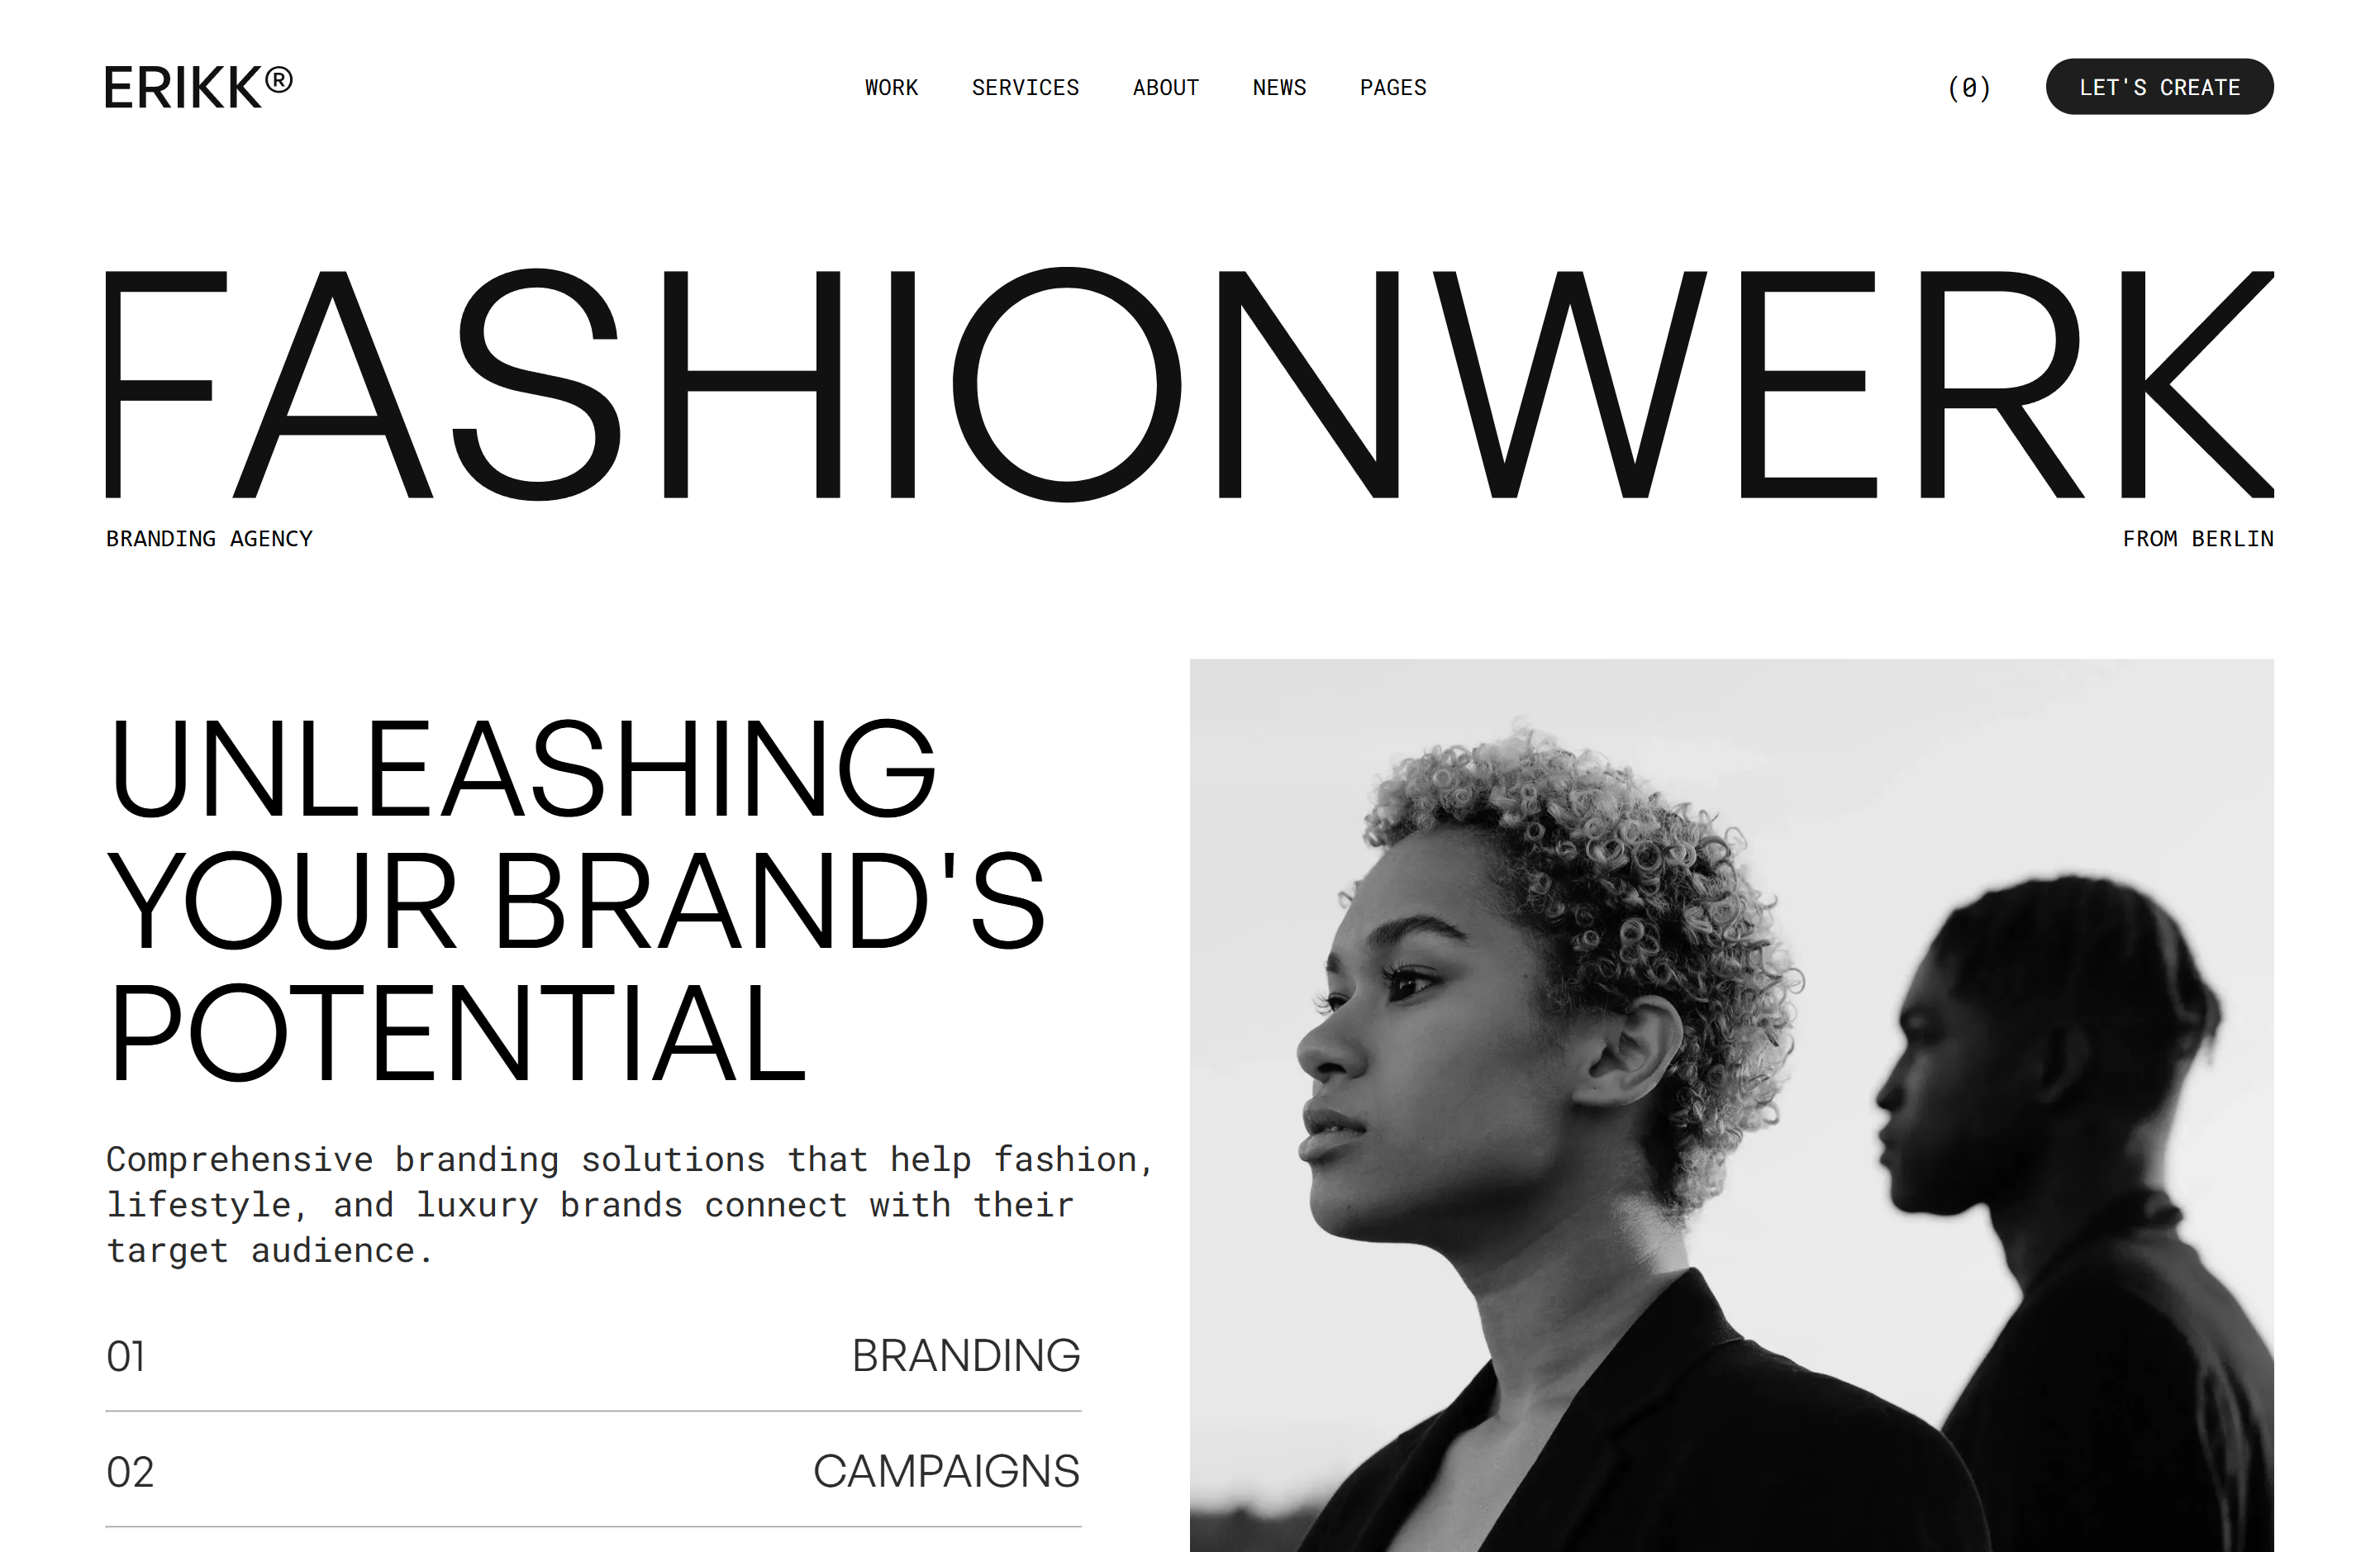 ERIKK®
WORK SERVICES ABOUT NEWS PAGES
(0)
LET'S CREATE
FASHIONWERK
BRANDING AGENCY
FROM BERLIN
UNLEASHING
YOUR BRAND'S
POTENTIAL
Comprehensive branding solutions that help fashion,
lifestyle, and luxury brands connect with their
target audience.
01 BRANDING
02 CAMPAIGNS